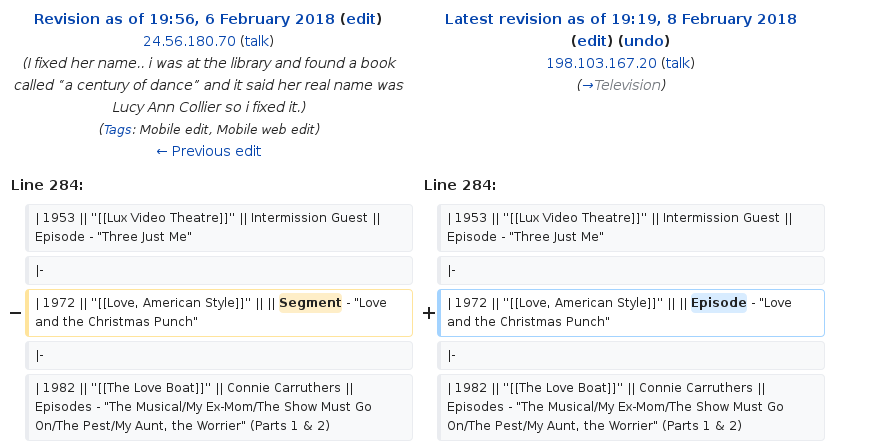 Revision as of 19:56, 6 February 2018 (edit)
24.56.180.70 (talk)
(I fixed her name.. i was at the library and found a book
called “a century of dance” and it said her real name was
Lucy Ann Collier so i fixed it.)
(Tags: Mobile edit, Mobile web edit)
← Previous edit
Latest revision as of 19:19, 8 February 2018
(edit) (undo)
198.103.167.20 (talk)
(→Television)
Line 284:
Line 284:
| 1953 || "[[Lux Video Theatre]]" || Intermission Guest ||
Episode - "Three Just Me"
| 1953 || "[[Lux Video Theatre]]" || Intermission Guest ||
Episode - "Three Just Me"
|-
|-
− | 1972 || "[[Love, American Style]]" || || Segment - "Love
and the Christmas Punch"
+ | 1972 || "[[Love, American Style]]" || || Episode - "Love
and the Christmas Punch"
|-
|-
| 1982 || "[[The Love Boat]]" || Connie Carruthers ||
Episodes - "The Musical/My Ex-Mom/The Show Must Go
On/The Pest/My Aunt, the Worrier" (Parts 1 & 2)
| 1982 || "[[The Love Boat]]" || Connie Carruthers ||
Episodes - "The Musical/My Ex-Mom/The Show Must Go
On/The Pest/My Aunt, the Worrier" (Parts 1 & 2)